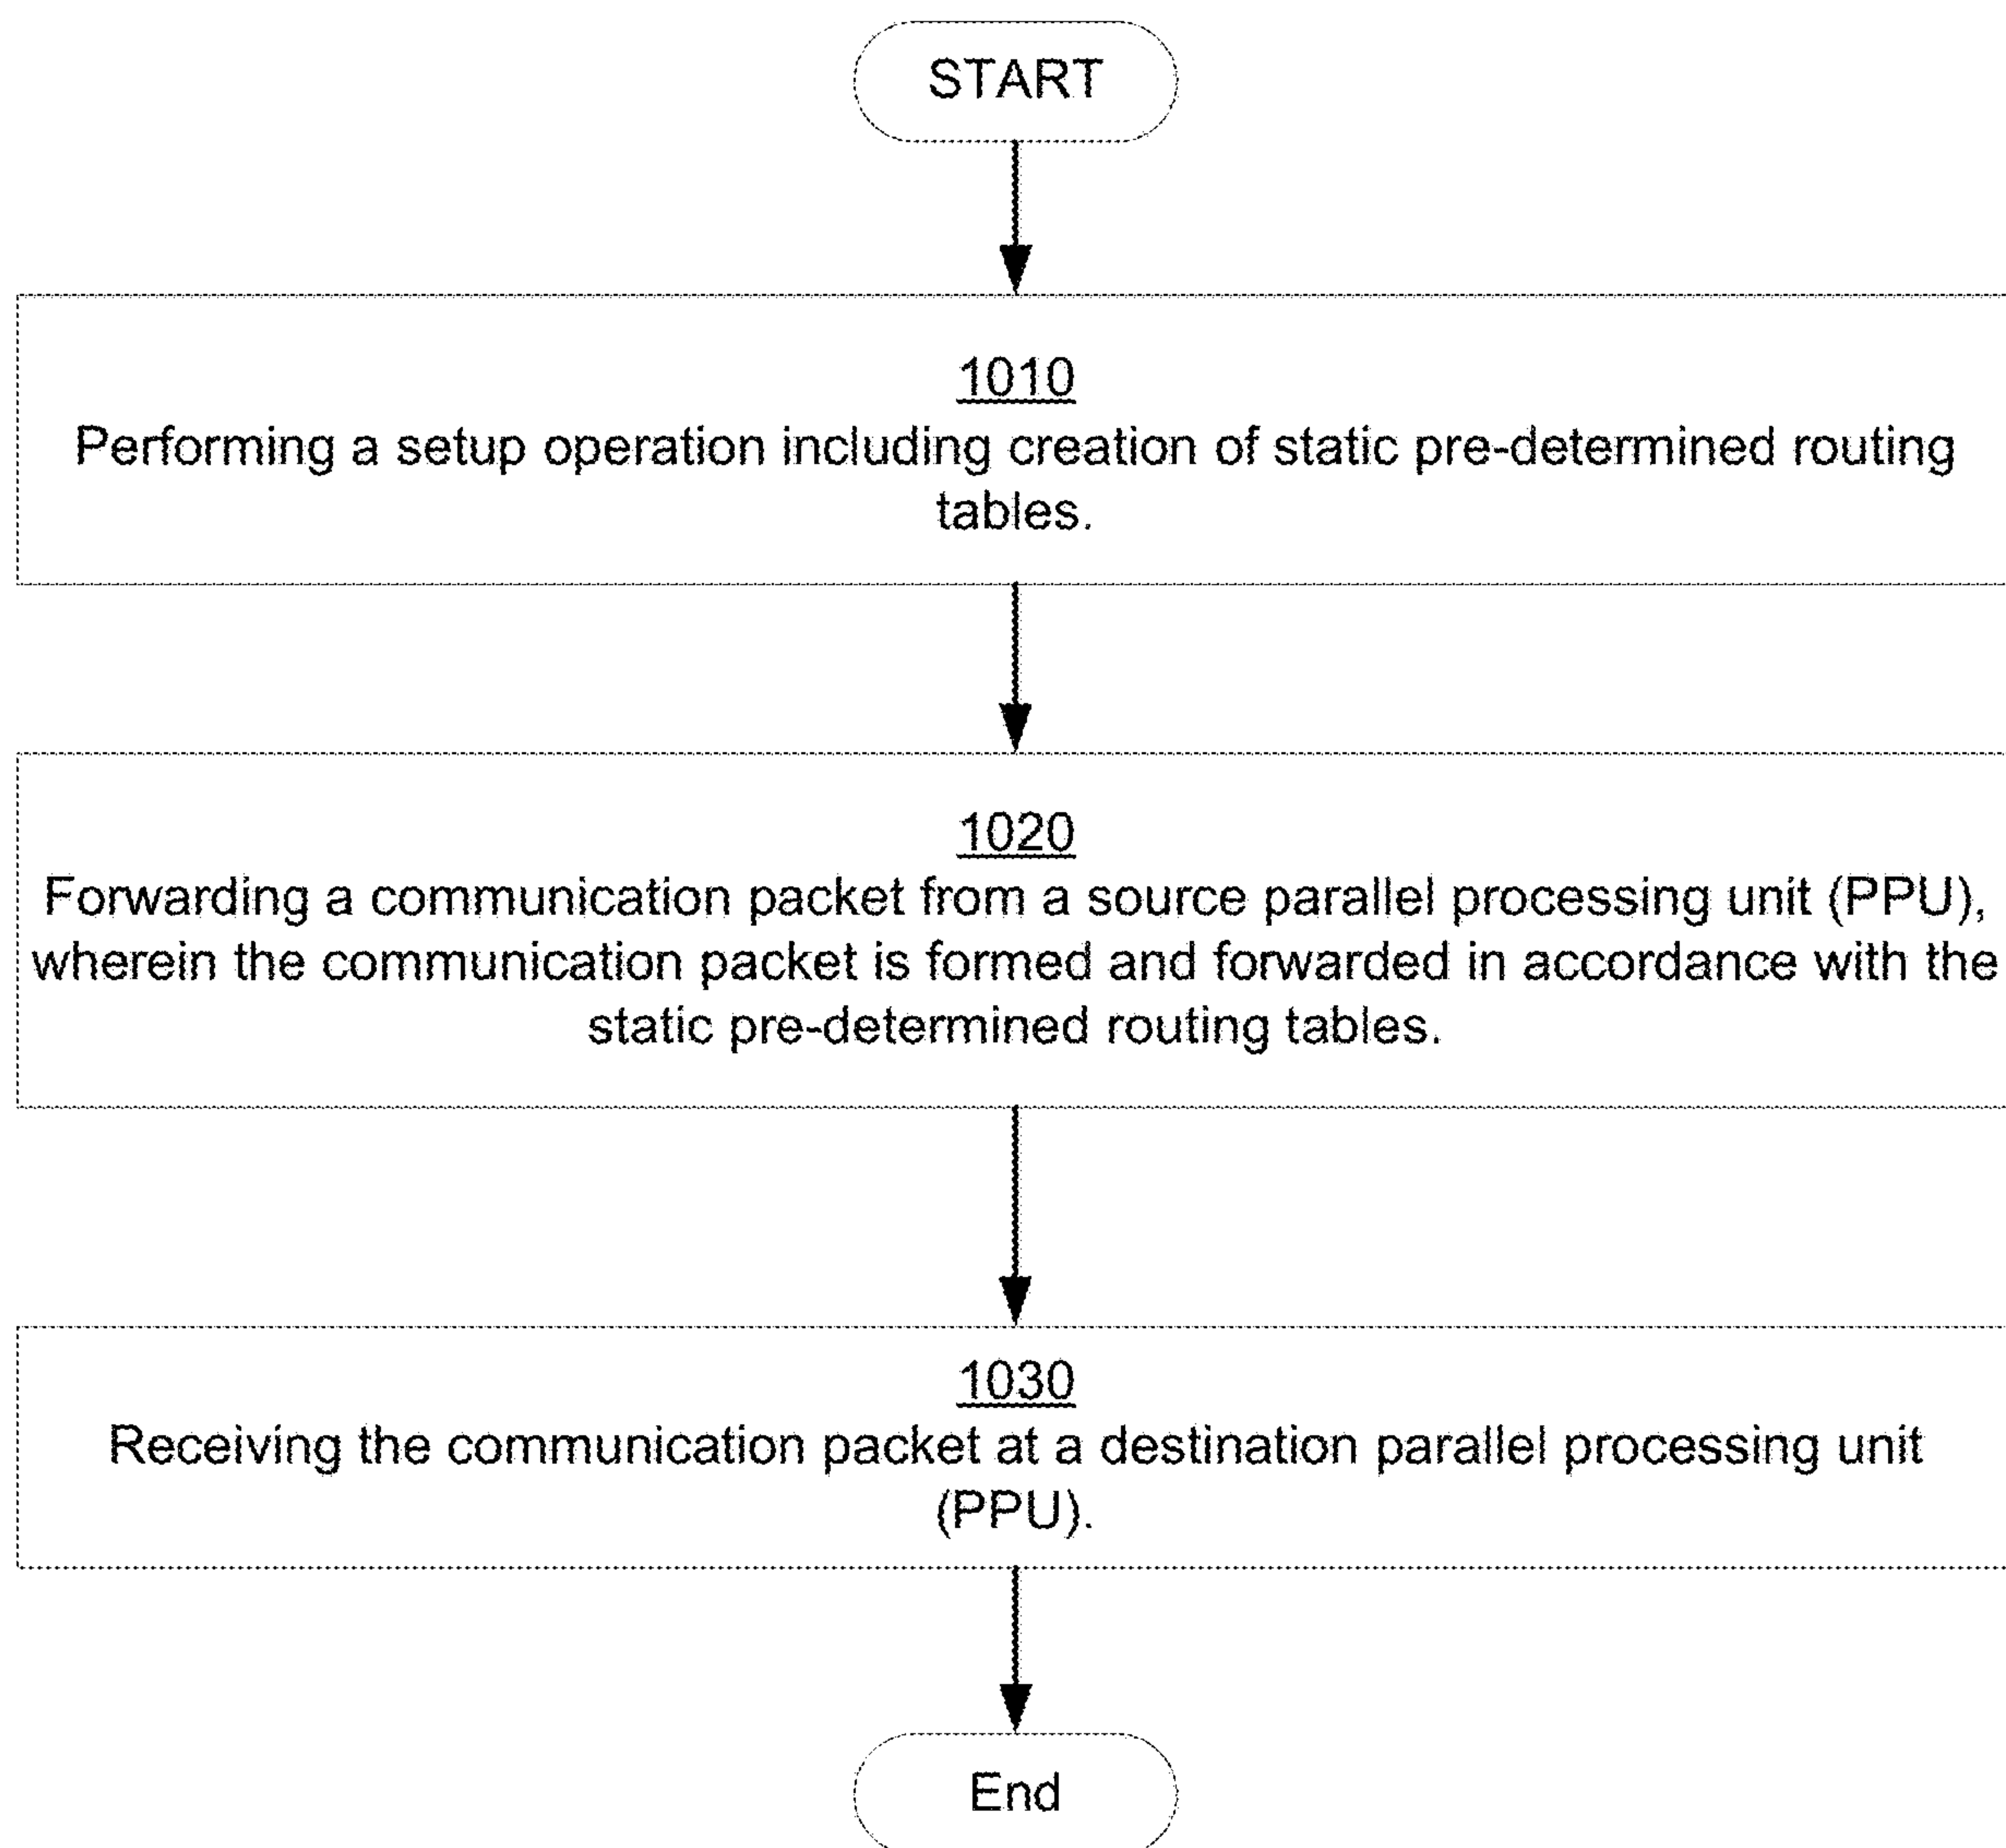 START
1010
Performing a setup operation including creation of static pre-determined routing
tables.
1020
Forwarding a communication packet from a source parallel processing unit (PPU),
wherein the communication packet is formed and forwarded in accordance with the
static pre-determined routing tables.
1030
Receiving the communication packet at a destination parallel processing unit
(PPU).
End